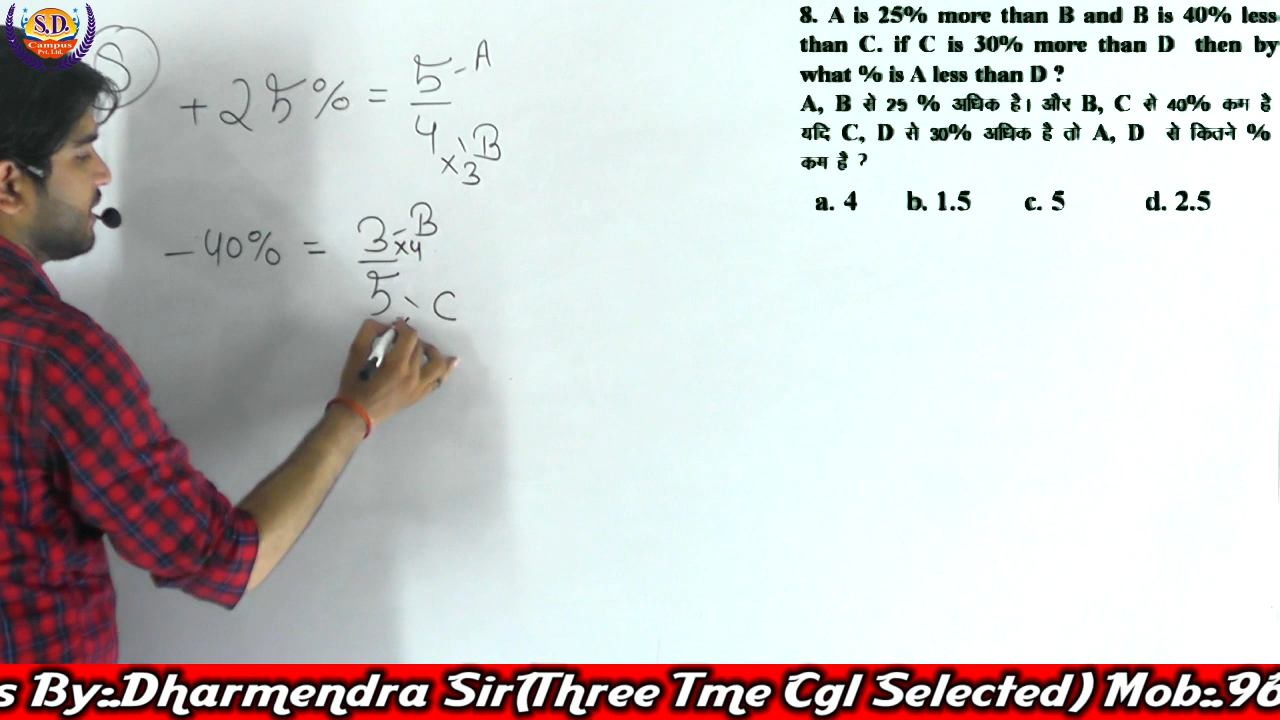 S.D.
Campus
Pvt. Ltd.
8
+ 25% = 5/4 - A
×3 B
- 40% = 3/5 ×4 - B
C
8. A is 25% more than B and B is 40% less
than C. if C is 30% more than D then by
what % is A less than D ?
A, B से 25 % अधिक है। और B, C से 40% कम है
यदि C, D से 30% अधिक है तो A, D से कितने %
कम है ?
a. 4 b. 1.5 c. 5 d. 2.5
s By:.Dharmendra Sir(Three Tme Cgl Selected) Mob:.96